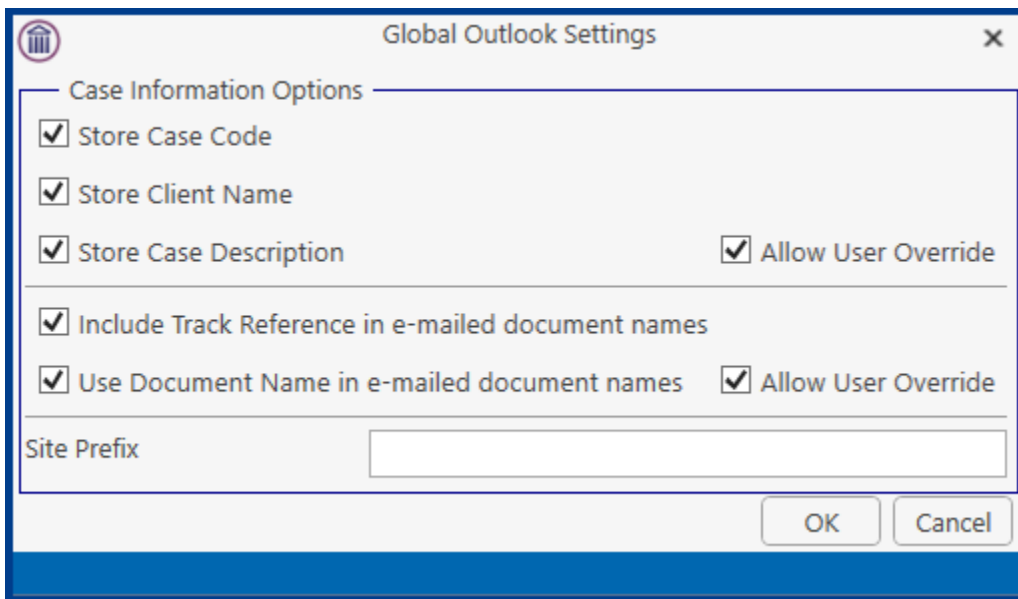 Global Outlook Settings
Case Information Options
Store Case Code
Store Client Name
Store Case Description
Allow User Override
Include Track Reference in e-mailed document names
Use Document Name in e-mailed document names
Allow User Override
Site Prefix
OK
Cancel